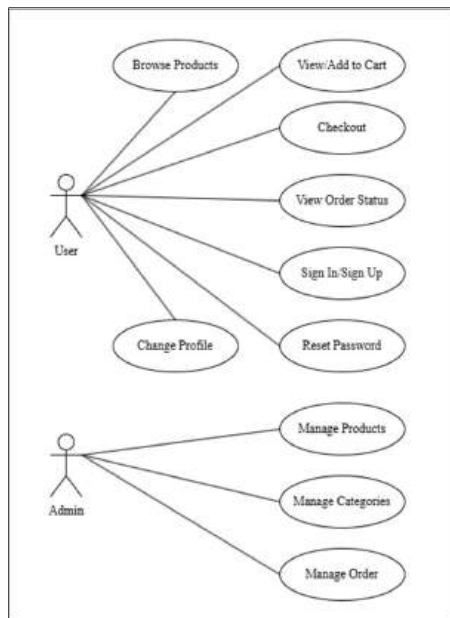 Browse Products
View/Add to Cart
Checkout
View Order Status
User
Sign In/Sign Up
Change Profile
Reset Password
Manage Products
Manage Categories
Admin
Manage Order